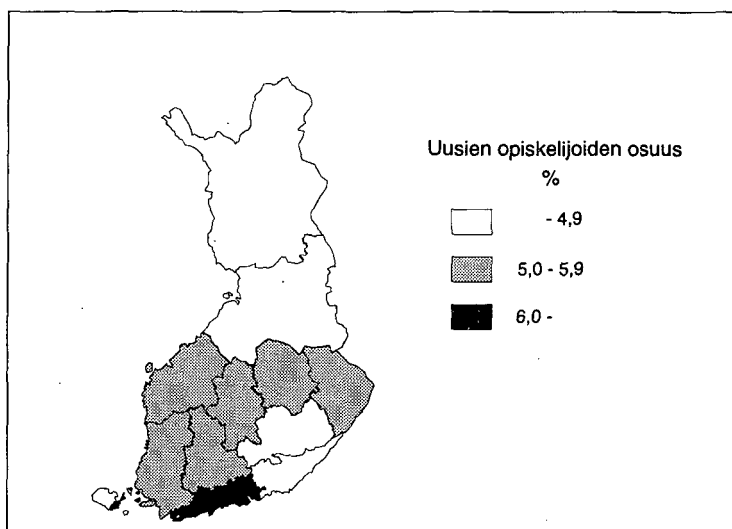 Uusien opiskelijoiden osuus
%
- 4,9
5,0 - 5,9
6,0 -